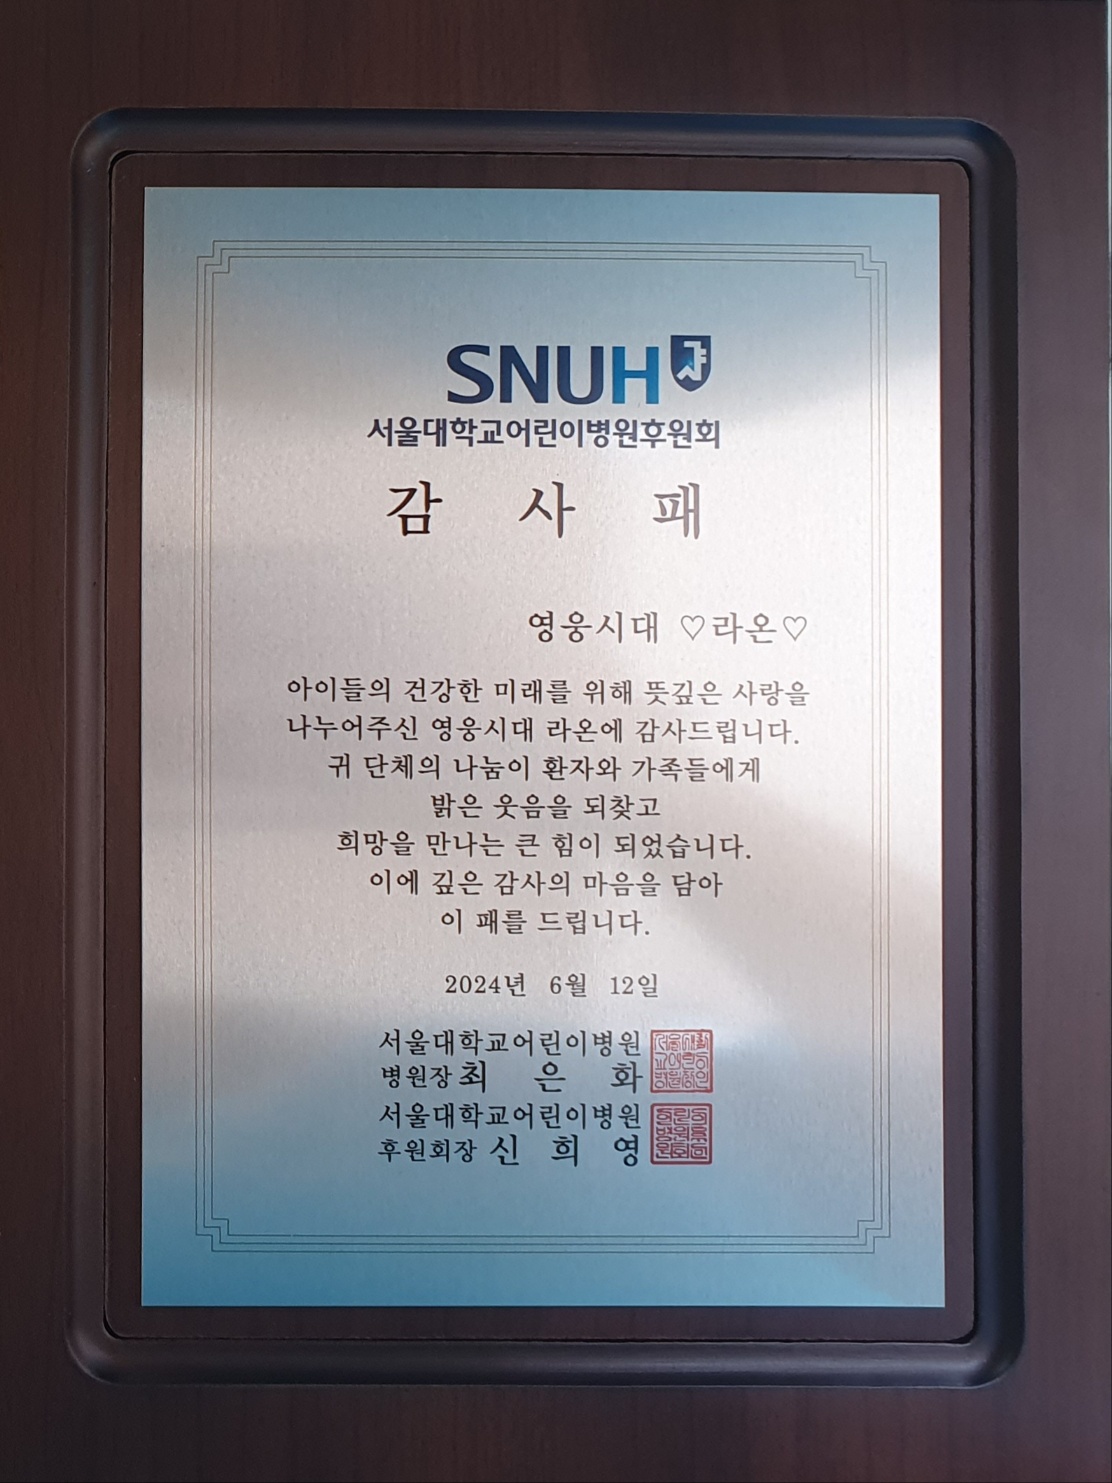 SNUH
서울대학교어린이병원후원회
감 사 패
영웅시대 ♡라온♡
아이들의 건강한 미래를 위해 뜻깊은 사랑을
나누어주신 영웅시대 라온에 감사드립니다.
귀 단체의 나눔이 환자와 가족들에게
밝은 웃음을 되찾고
희망을 만나는 큰 힘이 되었습니다.
이에 깊은 감사의 마음을 담아
이 패를 드립니다.
2024년 6월 12일
서울대학교어린이병원
병원장 최 은 화
서울대학교어린이병원
후원회장 신 희 영